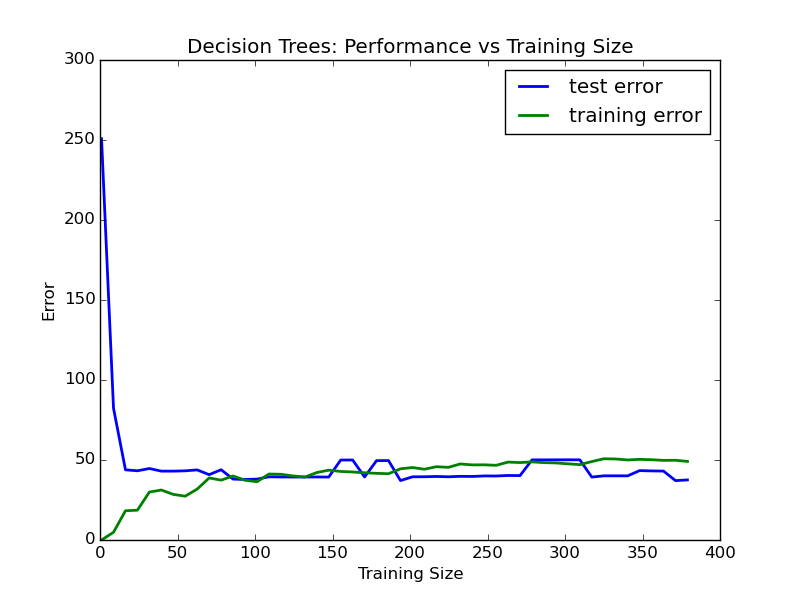 Decision Trees: Performance vs Training Size
test error
training error
Error
300
250
200
150
100
50
0
0 50 100 150 200 250 300 350 400
Training Size